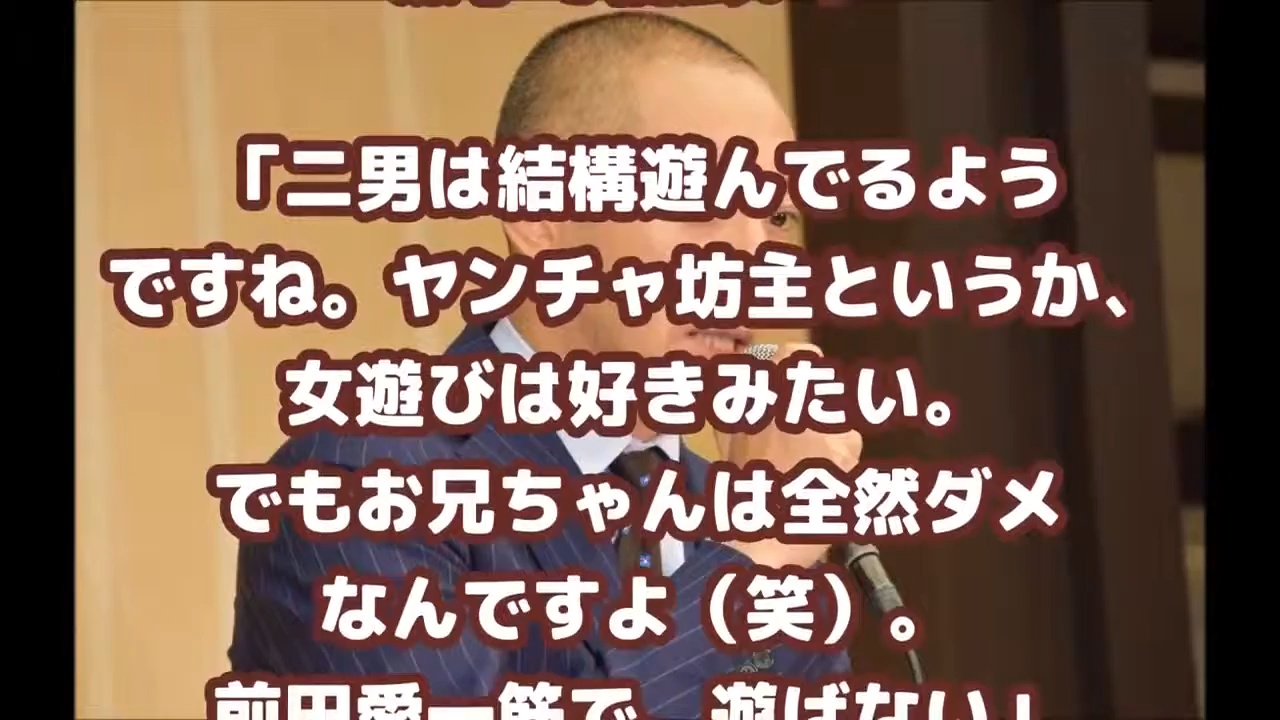 「二男は結構遊んでるよう
ですね。ヤンチャ坊主というか、
女遊びは好きみたい。
でもお兄ちゃんは全然ダメ
なんですよ（笑）。
前田愛一筋で、遊ばない」